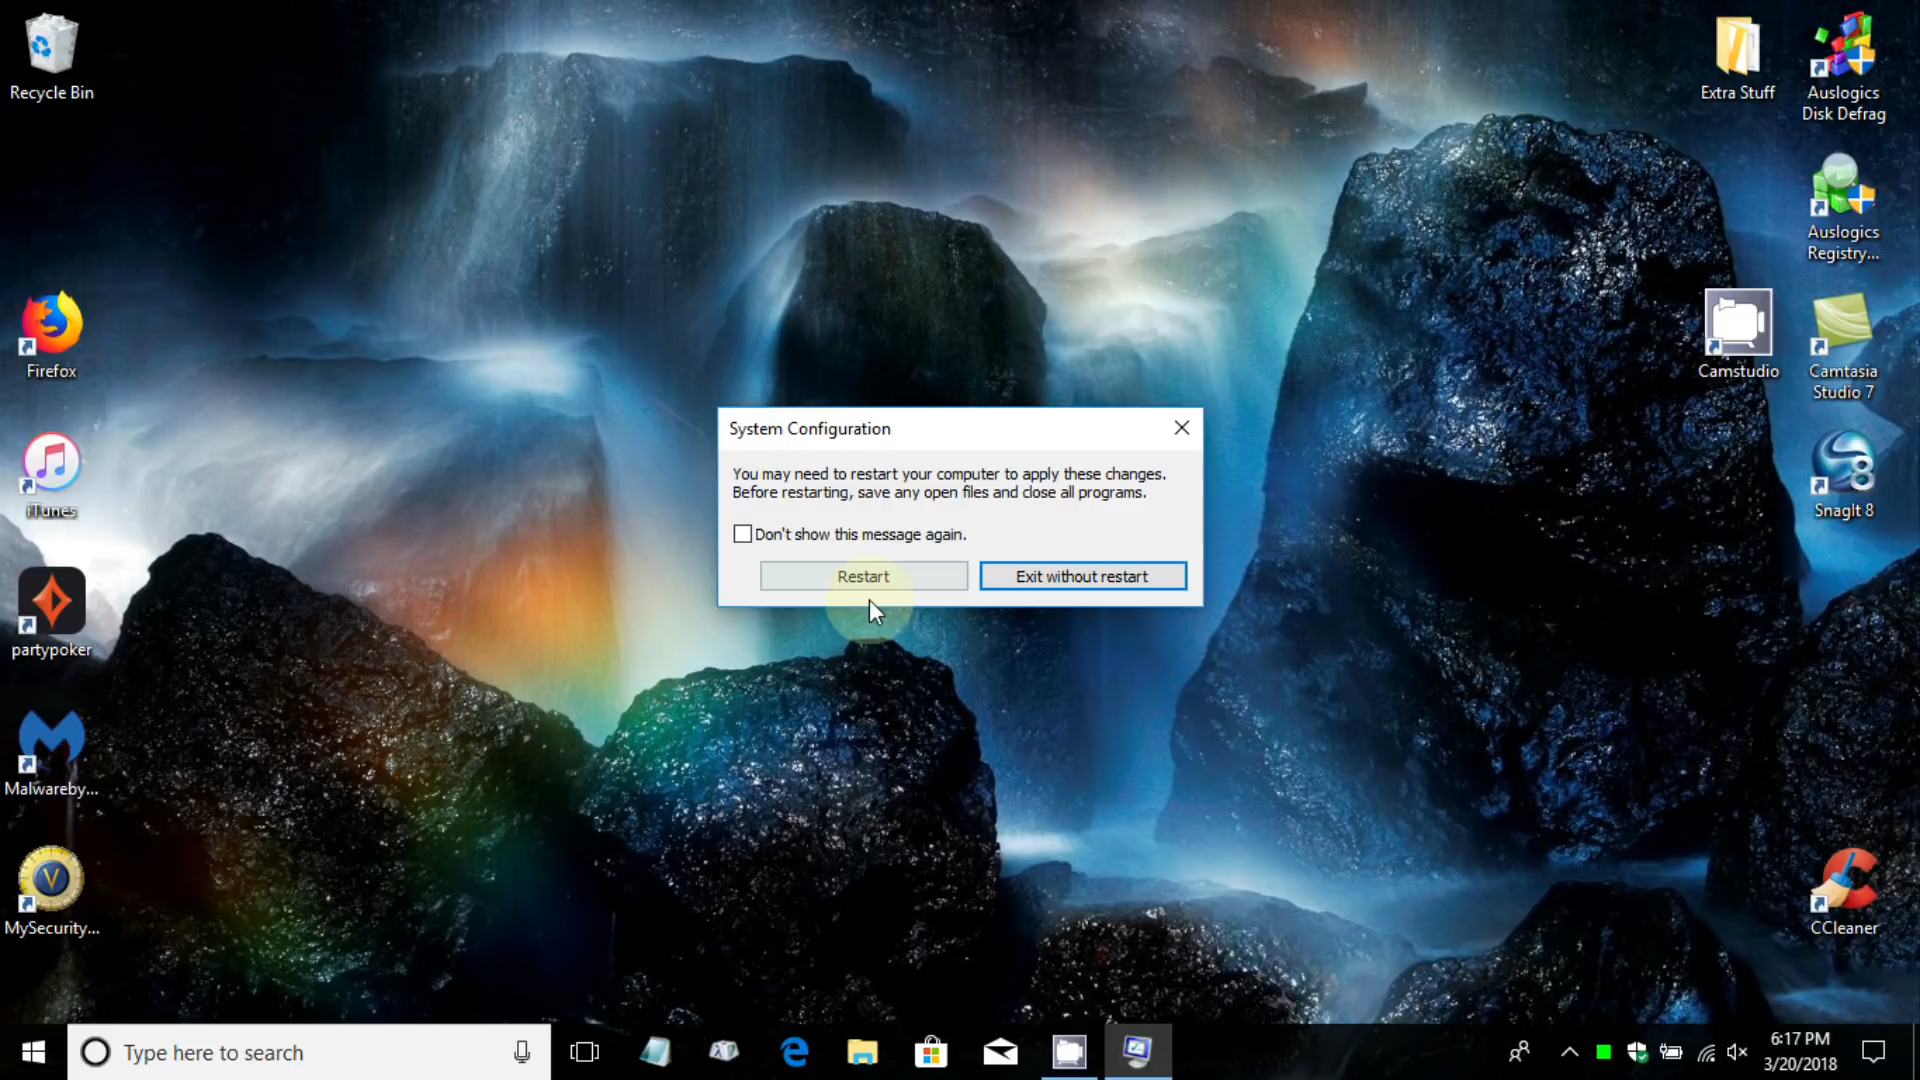 Recycle Bin
Extra Stuff
Auslogics
Disk Defrag
Auslogics
Registry...
Firefox
Camstudio
Camtasia
Studio 7
System Configuration
You may need to restart your computer to apply these changes.
Before restarting, save any open files and close all programs.
Don't show this message again.
Restart
Exit without restart
iTunes
SnagIt 8
8
partypoker
Malwareby...
V
MySecurity...
CCleaner
Type here to search
6:17 PM
3/20/2018